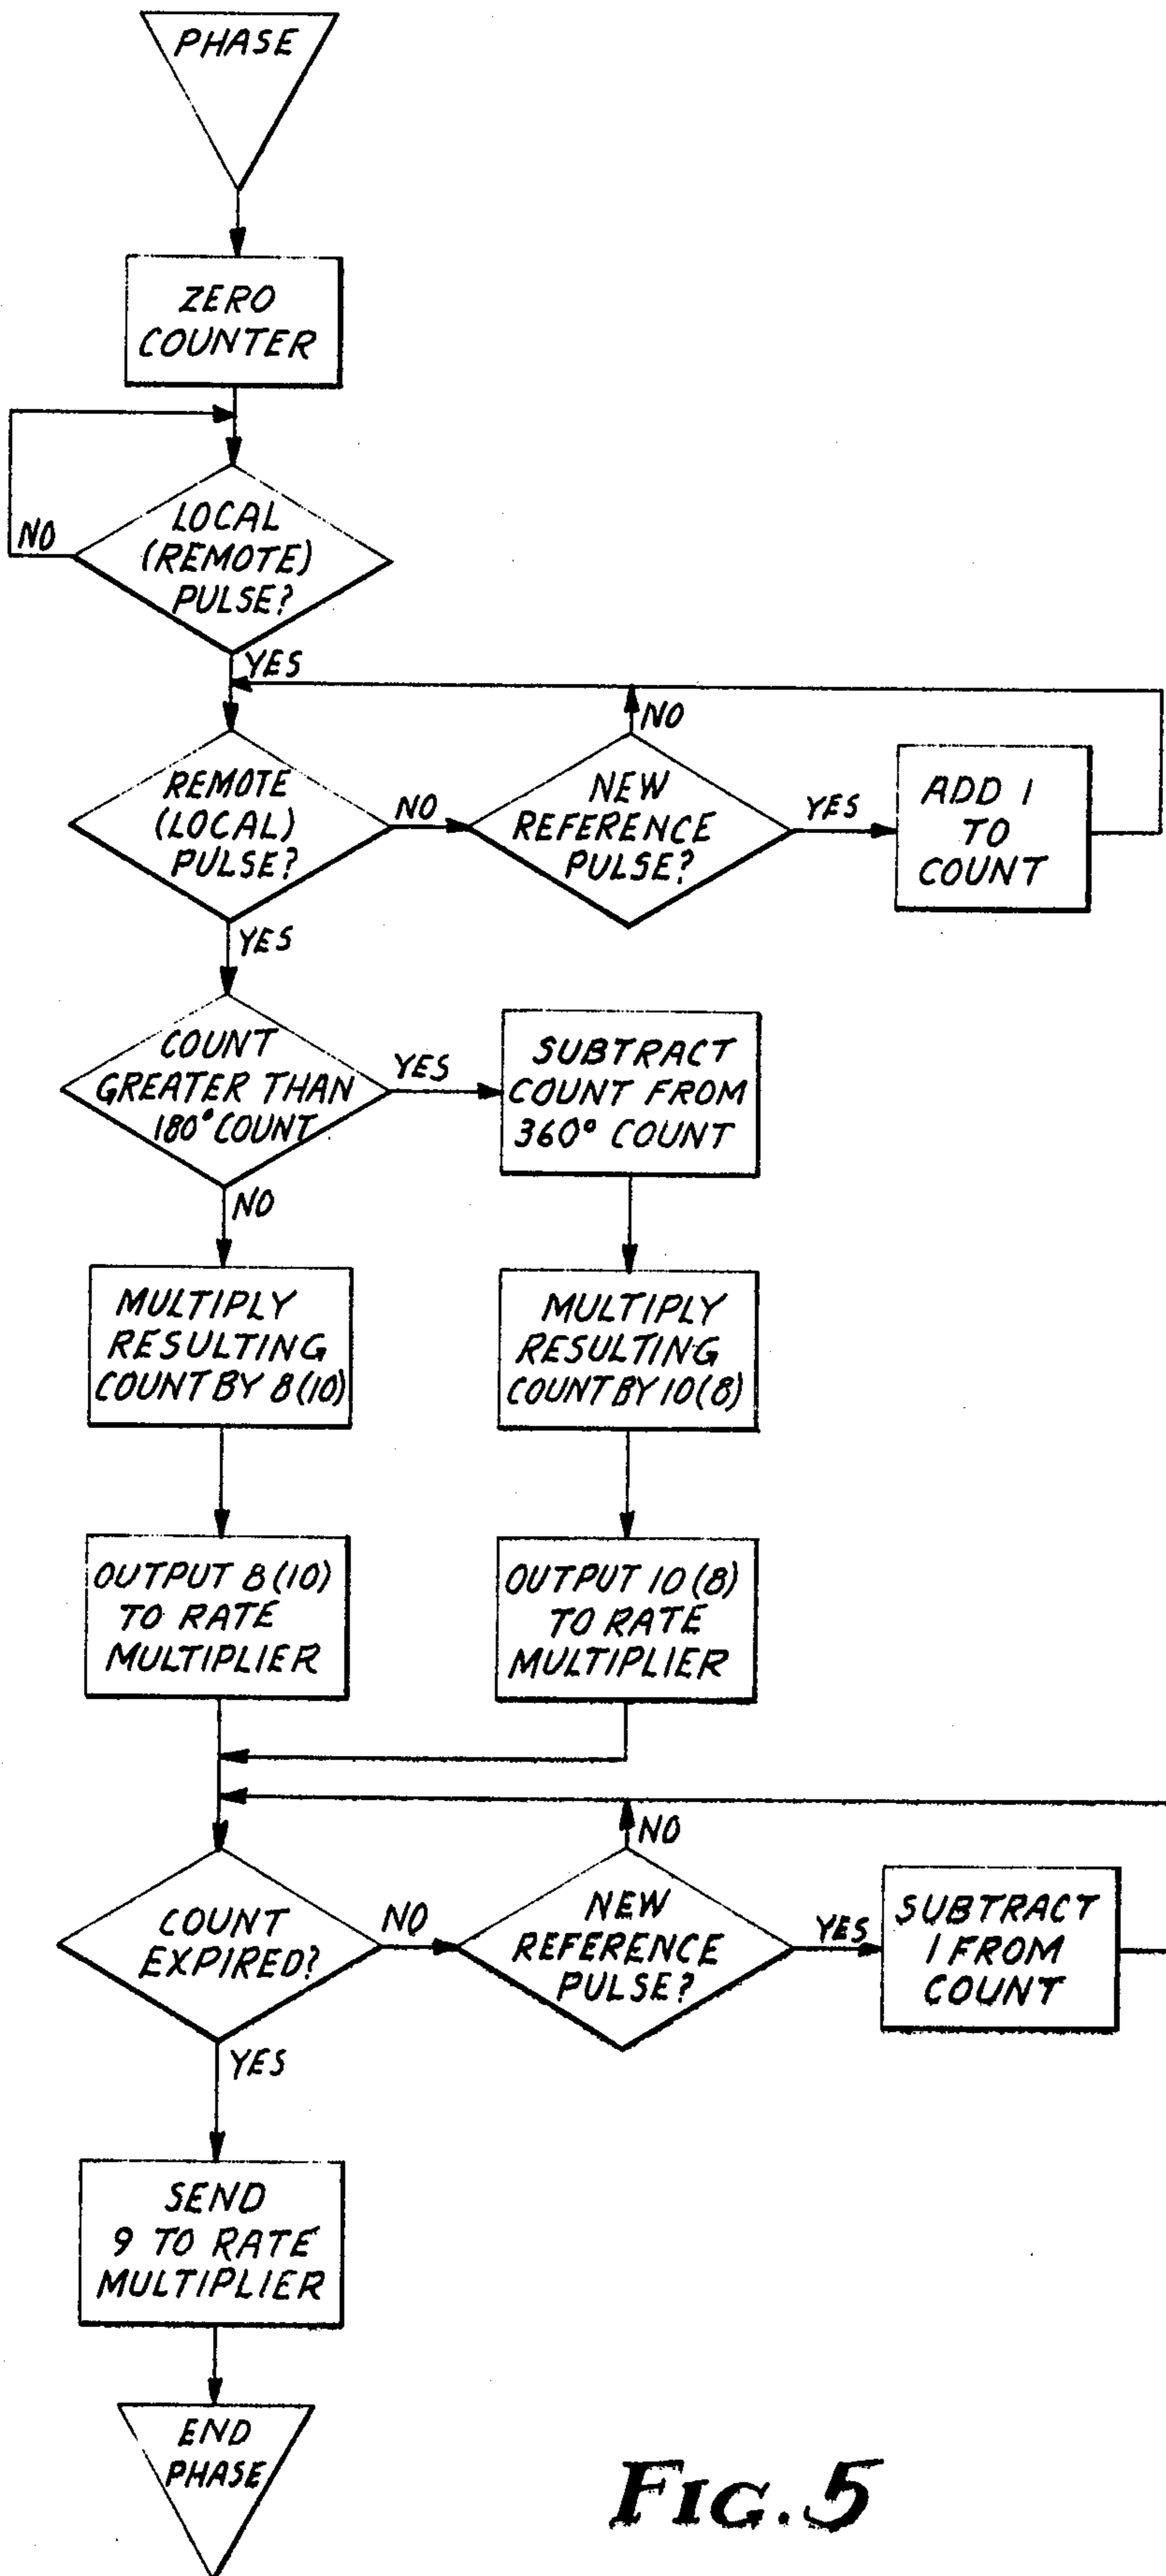 PHASE
ZERO
COUNTER
LOCAL
(REMOTE)
PULSE?
NO
YES
REMOTE
(LOCAL)
PULSE?
NO
NEW
REFERENCE
PULSE?
NO
YES
ADD 1
TO
COUNT
YES
COUNT
GREATER THAN
180° COUNT
YES
SUBTRACT
COUNT FROM
360° COUNT
NO
MULTIPLY
RESULTING
COUNT BY 8(10)
MULTIPLY
RESULTING
COUNT BY 10(8)
OUTPUT 8(10)
TO RATE
MULTIPLIER
OUTPUT 10(8)
TO RATE
MULTIPLIER
COUNT
EXPIRED?
NO
NEW
REFERENCE
PULSE?
NO
YES
SUBTRACT
1 FROM
COUNT
YES
SEND
9 TO RATE
MULTIPLIER
END
PHASE
FIG. 5